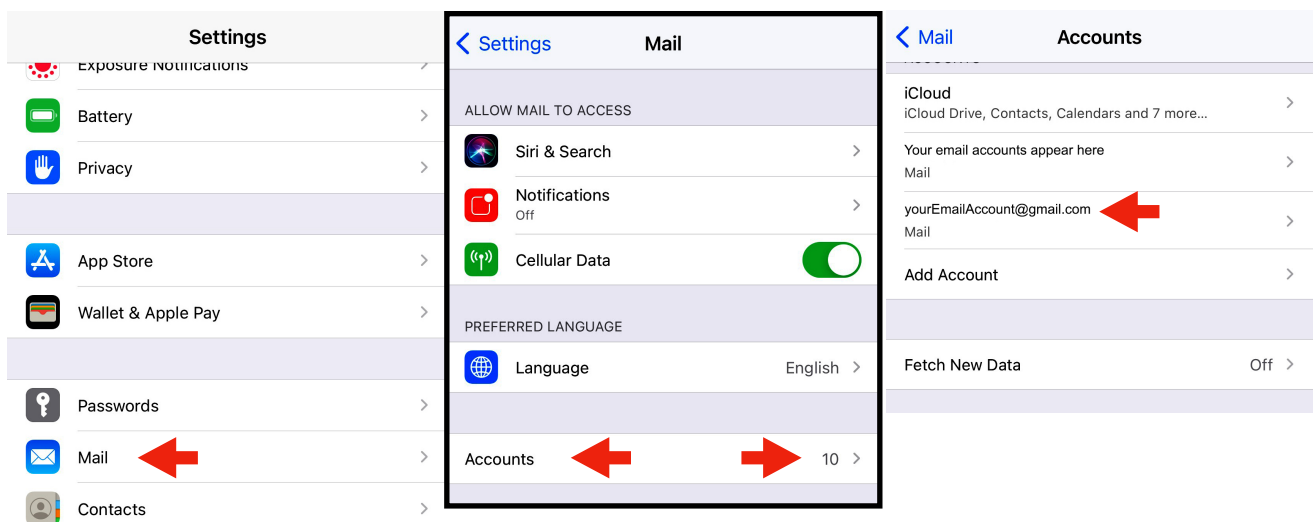 Settings
Exposure Notifications
Battery
Privacy
App Store
Wallet & Apple Pay
Passwords
Mail
Contacts
Settings
Mail
ALLOW MAIL TO ACCESS
Siri & Search
Notifications
Off
Cellular Data
PREFERRED LANGUAGE
Language English
Accounts 10
Mail
Accounts
iCloud
iCloud Drive, Contacts, Calendars and 7 more...
Your email accounts appear here
Mail
yourEmailAccount@gmail.com
Mail
Add Account
Fetch New Data Off